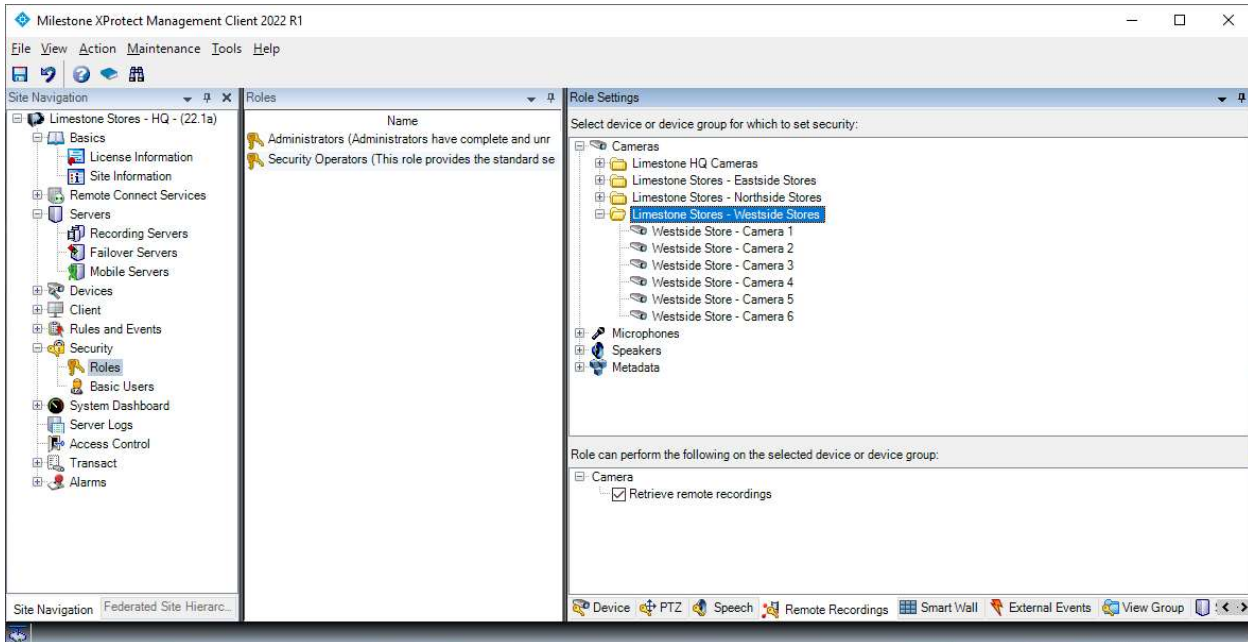 Milestone XProtect Management Client 2022 R1
File View Action Maintenance Tools Help
Site Navigation
Limestone Stores - HQ - (22.1a)
Basics
License Information
Site Information
Remote Connect Services
Servers
Recording Servers
Failover Servers
Mobile Servers
Devices
Client
Rules and Events
Security
Roles
Basic Users
System Dashboard
Server Logs
Access Control
Transact
Alarms
Site Navigation Federated Site Hierarc...
Roles
Name
Administrators (Administrators have complete and unr
Security Operators (This role provides the standard se
Role Settings
Select device or device group for which to set security:
Cameras
Limestone HQ Cameras
Limestone Stores - Eastside Stores
Limestone Stores - Northside Stores
Limestone Stores - Westside Stores
Westside Store - Camera 1
Westside Store - Camera 2
Westside Store - Camera 3
Westside Store - Camera 4
Westside Store - Camera 5
Westside Store - Camera 6
Microphones
Speakers
Metadata
Role can perform the following on the selected device or device group:
Camera
Retrieve remote recordings
Device PTZ Speech Remote Recordings Smart Wall External Events View Group